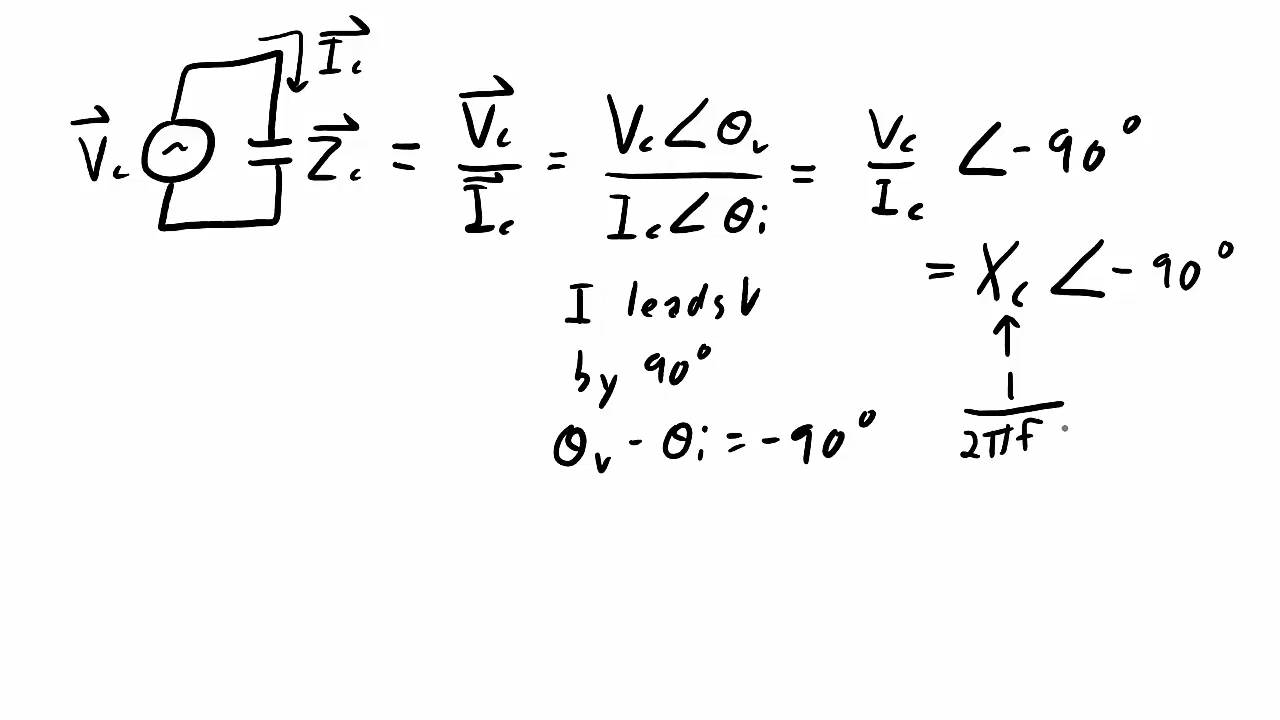 I⃗c
V⃗c ~ Z⃗c = V⃗c / I⃗c = Vc∠θv / Ic∠θi = Vc / Ic ∠-90°
= Xc ∠-90°
I leads V
by 90°
θv - θi = -90°
↑
1 / 2πf